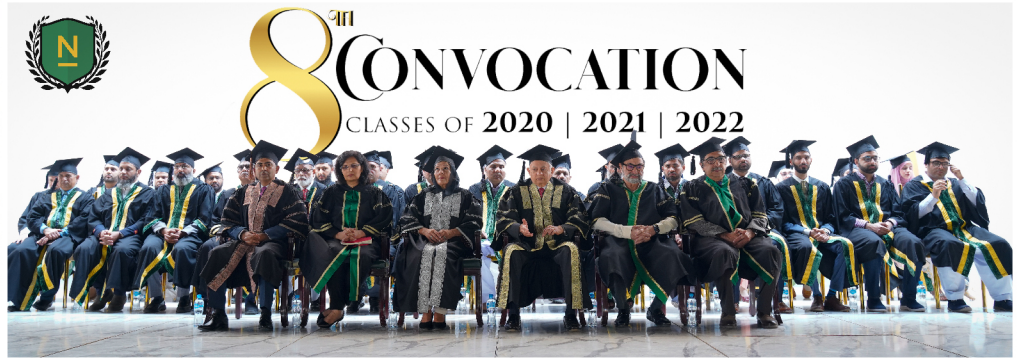 N
8TH CONVOCATION
CLASSES OF 2020 | 2021 | 2022